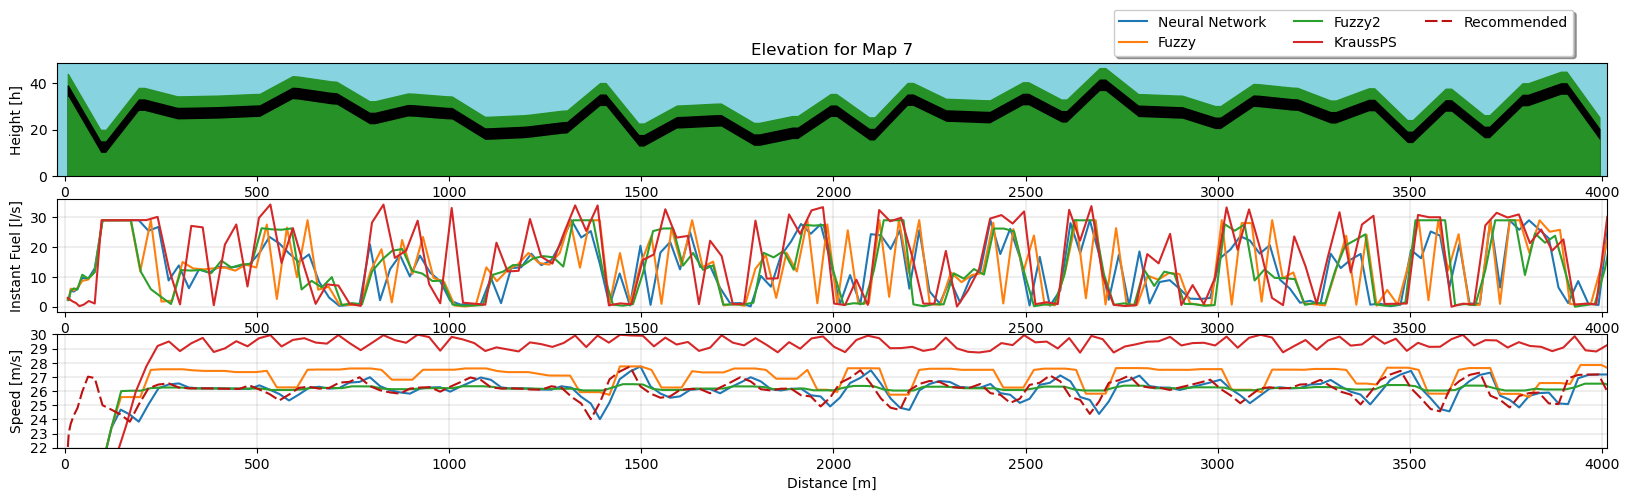 Neural Network
Fuzzy
Fuzzy2
KraussPS
Recommended
Elevation for Map 7
Height [h]
40
20
0
0 500 1000 1500 2000 2500 3000 3500 4000
Instant Fuel [l/s]
30
20
10
0
0 500 1000 1500 2000 2500 3000 3500 4000
Speed [m/s]
30
29
28
27
26
25
24
23
22
0 500 1000 1500 2000 2500 3000 3500 4000
Distance [m]